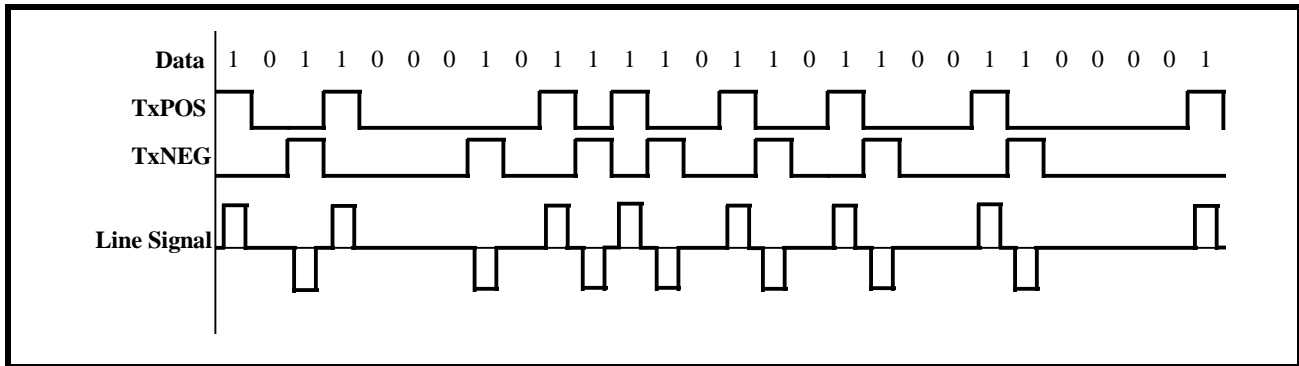 Data 1 0 1 1 0 0 0 1 0 1 1 1 1 0 1 1 0 1 1 0 0 1 1 0 0 0 0 1
TxPOS
TxNEG
Line Signal